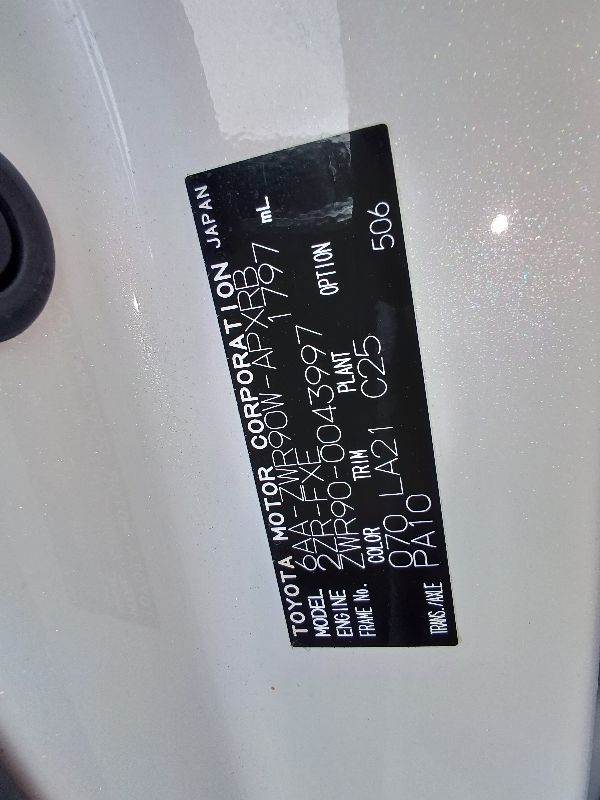 TOYOTA MOTOR CORPORATION JAPAN
MODEL 6AA-ZWR90W-APXRB
ENGINE 2ZR-FXE 1797 mL
FRAME No. ZWR90-0043997
COLOR TRIM PLANT OPTION
070 LA21 C25 506
TRANS./AXLE PA10